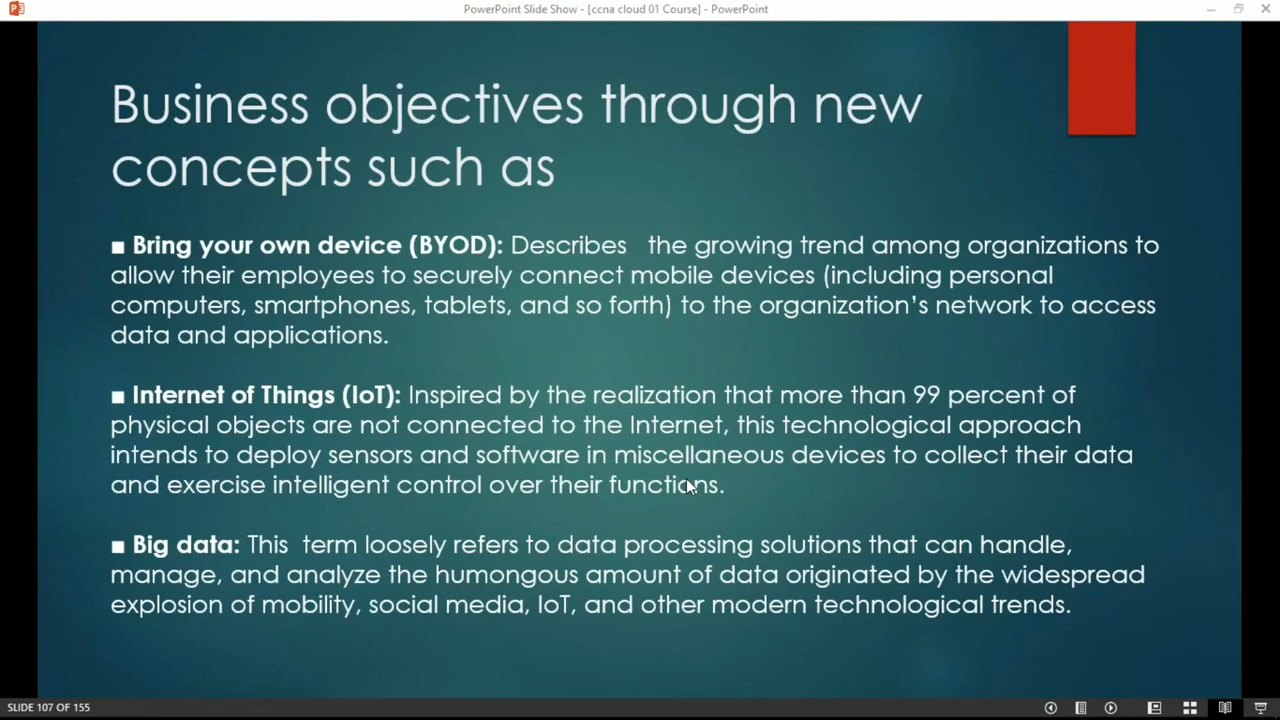 PowerPoint Slide Show - [ccna cloud 01 Course] - PowerPoint
Business objectives through new
concepts such as
■ Bring your own device (BYOD): Describes the growing trend among organizations to
allow their employees to securely connect mobile devices (including personal
computers, smartphones, tablets, and so forth) to the organization’s network to access
data and applications.
■ Internet of Things (IoT): Inspired by the realization that more than 99 percent of
physical objects are not connected to the Internet, this technological approach
intends to deploy sensors and software in miscellaneous devices to collect their data
and exercise intelligent control over their functions.
■ Big data: This term loosely refers to data processing solutions that can handle,
manage, and analyze the humongous amount of data originated by the widespread
explosion of mobility, social media, IoT, and other modern technological trends.
SLIDE 107 OF 155